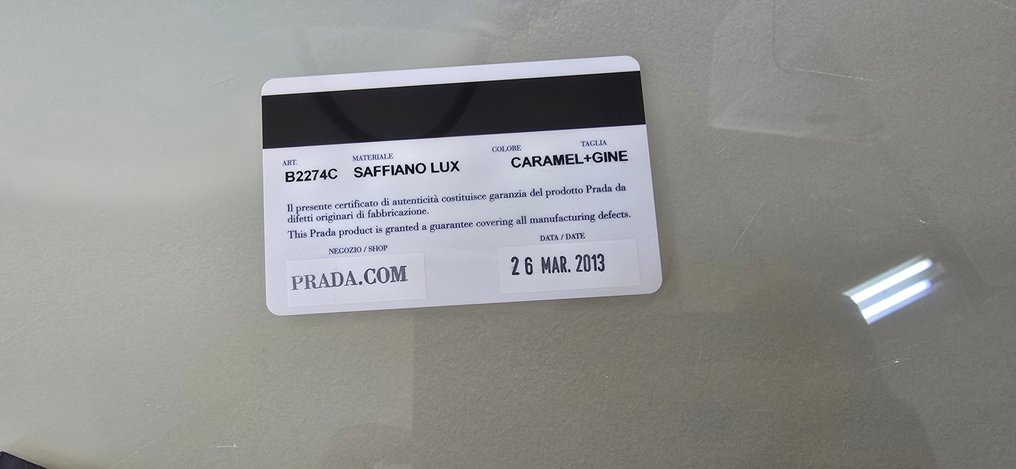 ART. MATERIALE COLORE TAGLIA
B2274C SAFFIANO LUX CARAMEL+GINE
Il presente certificato di autenticità costituisce garanzia del prodotto Prada da
difetti originari di fabbricazione.
This Prada product is granted a guarantee covering all manufacturing defects.
NEGOZIO / SHOP DATA / DATE
PRADA.COM 26 MAR. 2013